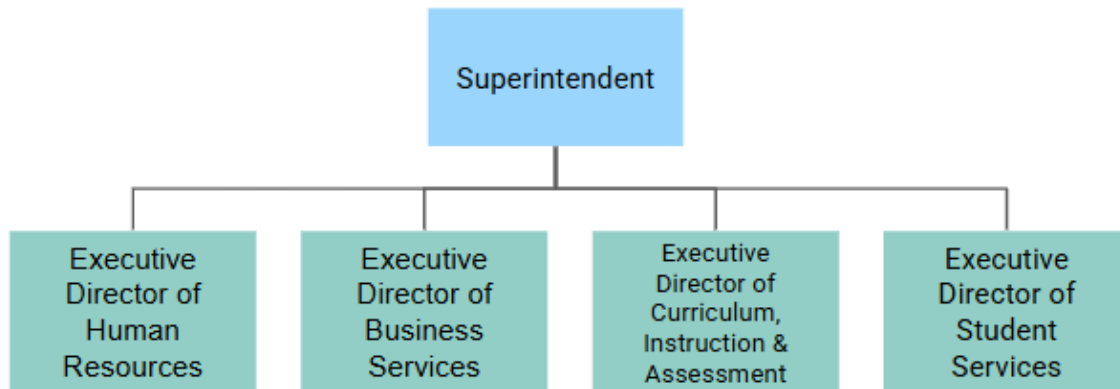 Superintendent
Executive
Director of
Human
Resources
Executive
Director of
Business
Services
Executive
Director of
Curriculum,
Instruction &
Assessment
Executive
Director of
Student
Services